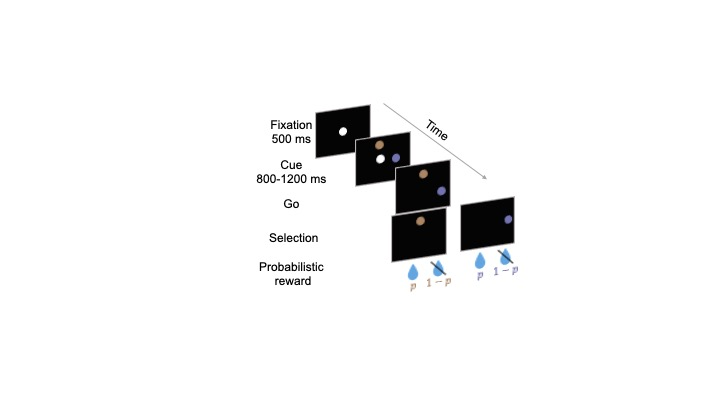 Fixation
500 ms
Time
Cue
800-1200 ms
Go
Selection
Probabilistic
reward
p 1 − p p 1 − p